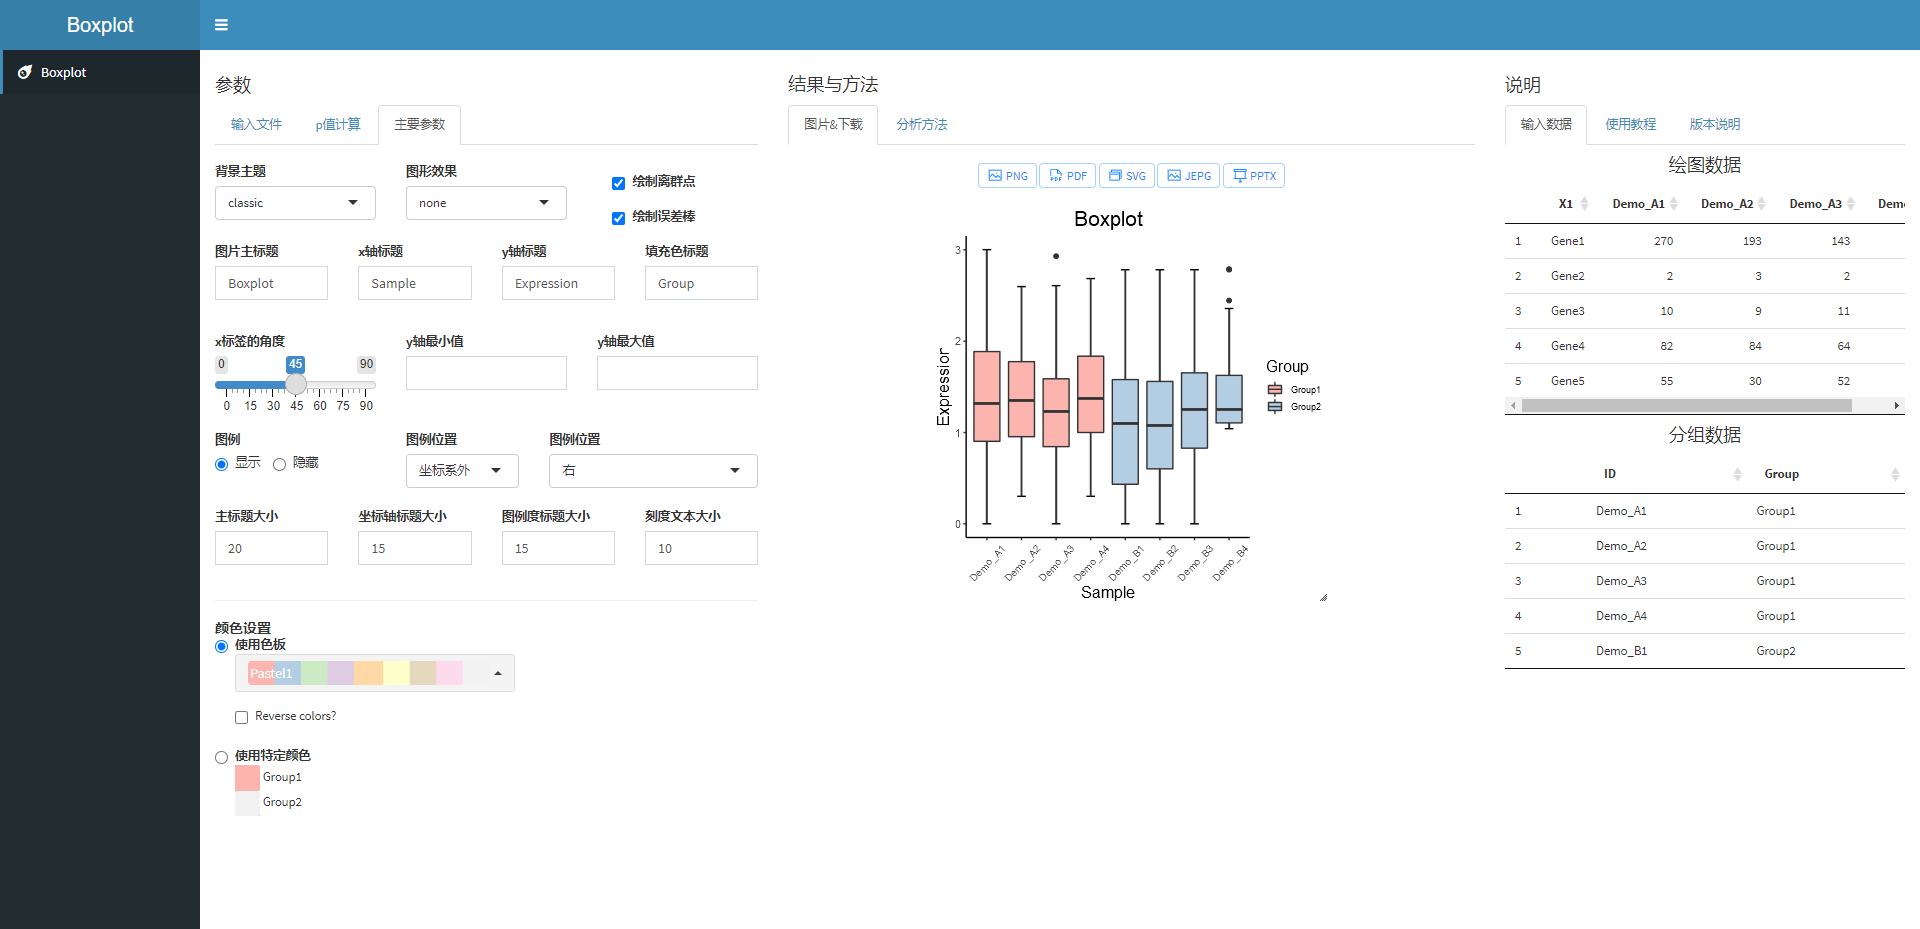 Boxplot
Boxplot
参数
输入文件 p值计算 主要参数
背景主题 图形效果
classic none
绘制离群点
绘制误差棒
图片主标题 x轴标题 y轴标题 填充色标题
Boxplot Sample Expression Group
x标签的角度 y轴最小值 y轴最大值
0 45 90
0 15 30 45 60 75 90
图例 图例位置 图例位置
显示 隐藏 坐标系外 右
主标题大小 坐标轴标题大小 图例度标题大小 刻度文本大小
20 15 15 10
颜色设置
使用色板
Pastel1
Reverse colors?
使用特定颜色
Group1
Group2
结果与方法
图片&下载 分析方法
PNG PDF SVG JEPG PPTX
Boxplot
3
2
1
0
Expression
Demo_A1 Demo_A2 Demo_A3 Demo_A4 Demo_B1 Demo_B2 Demo_B3 Demo_B4
Sample
Group
Group1
Group2
说明
输入数据 使用教程 版本说明
绘图数据
X1 Demo_A1 Demo_A2 Demo_A3 Demo
1 Gene1 270 193 143
2 Gene2 2 3 2
3 Gene3 10 9 11
4 Gene4 82 84 64
5 Gene5 55 30 52
分组数据
ID Group
1 Demo_A1 Group1
2 Demo_A2 Group1
3 Demo_A3 Group1
4 Demo_A4 Group1
5 Demo_B1 Group2